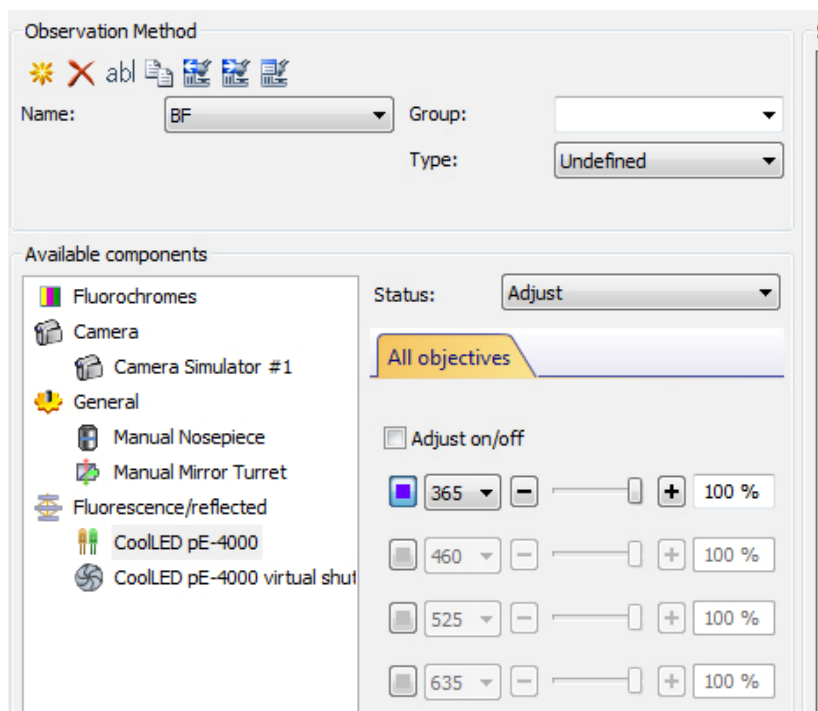 Observation Method
abl
Name: BF Group:
Type: Undefined
Available components
Fluorochromes
Status: Adjust
Camera
Camera Simulator #1
All objectives
General
Manual Nosepiece
Adjust on/off
Manual Mirror Turret
365 100 %
Fluorescence/reflected
CoolLED pE-4000
460 100 %
CoolLED pE-4000 virtual shut
525 100 %
635 100 %